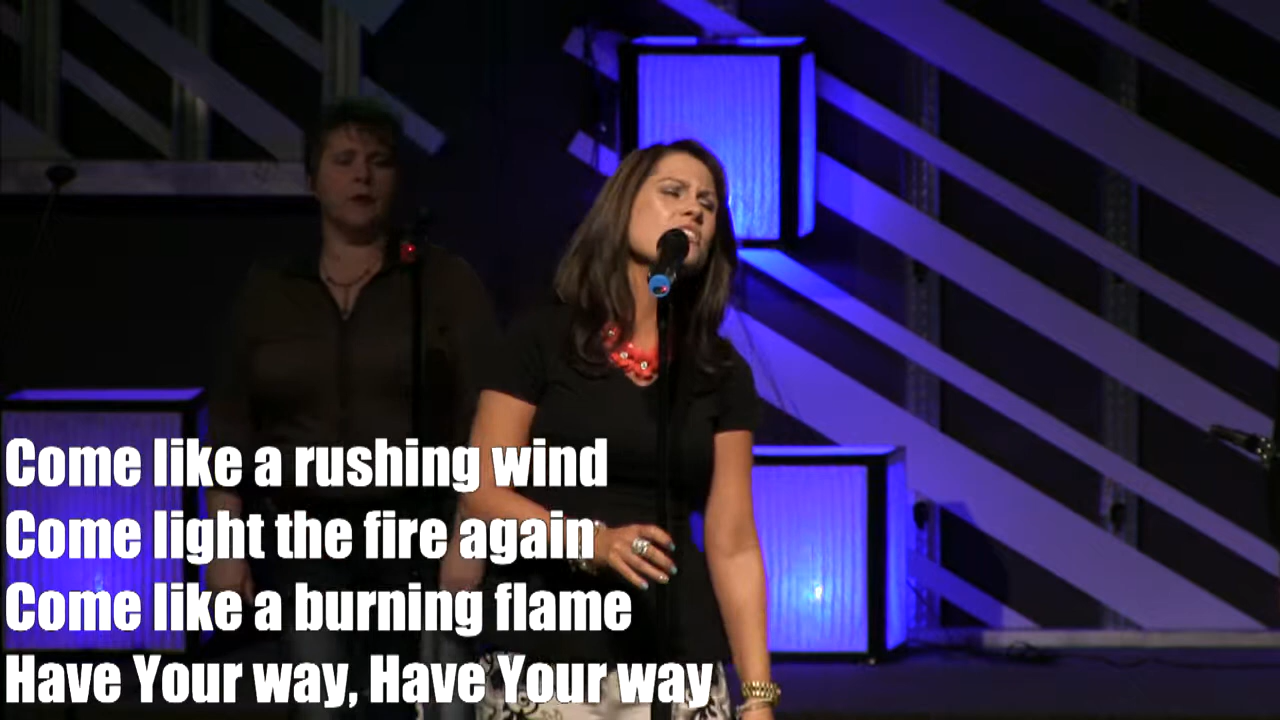 Come like a rushing wind
Come light the fire again
Come like a burning flame
Have Your way, Have Your way